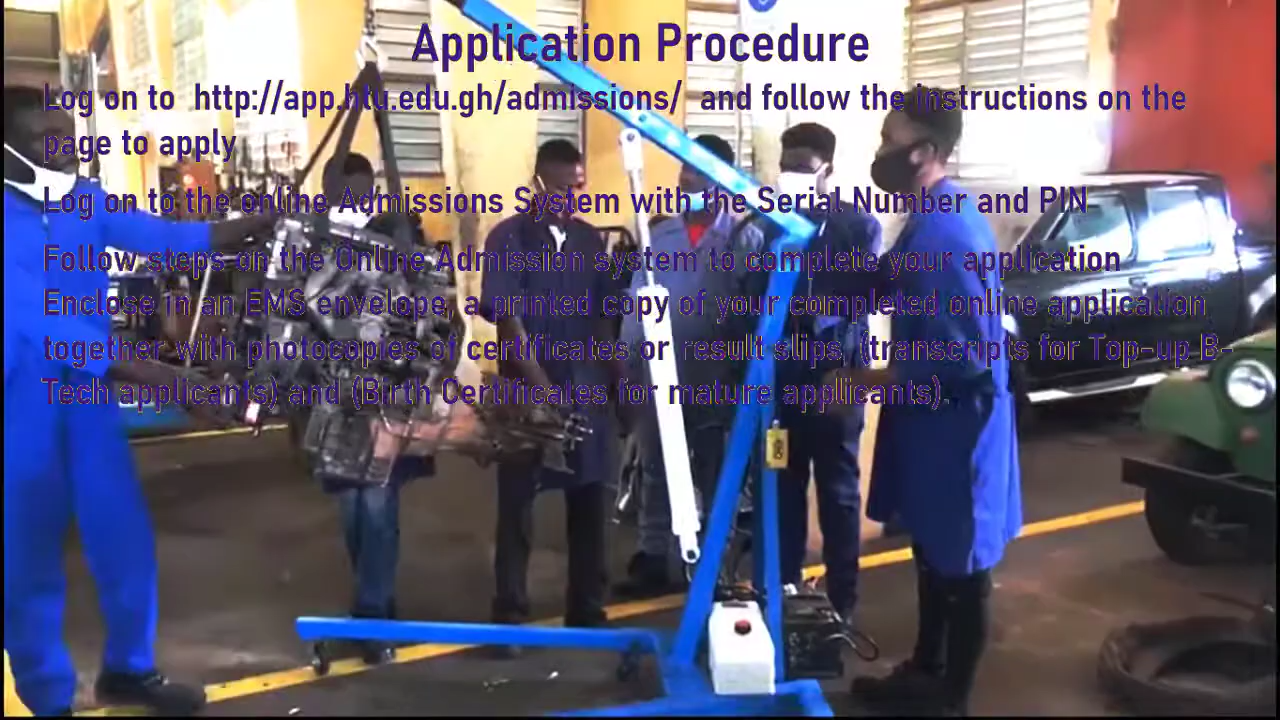 Application Procedure
Log on to http://app.htu.edu.gh/admissions/ and follow the instructions on the
page to apply
Log on to the online Admissions System with the Serial Number and PIN
Follow steps on the Online Admission system to complete your application
Enclose in an EMS envelope, a printed copy of your completed online application,
together with photocopies of certificates or result slips, (transcripts for Top-up B-
Tech applicants) and (Birth Certificates for mature applicants).